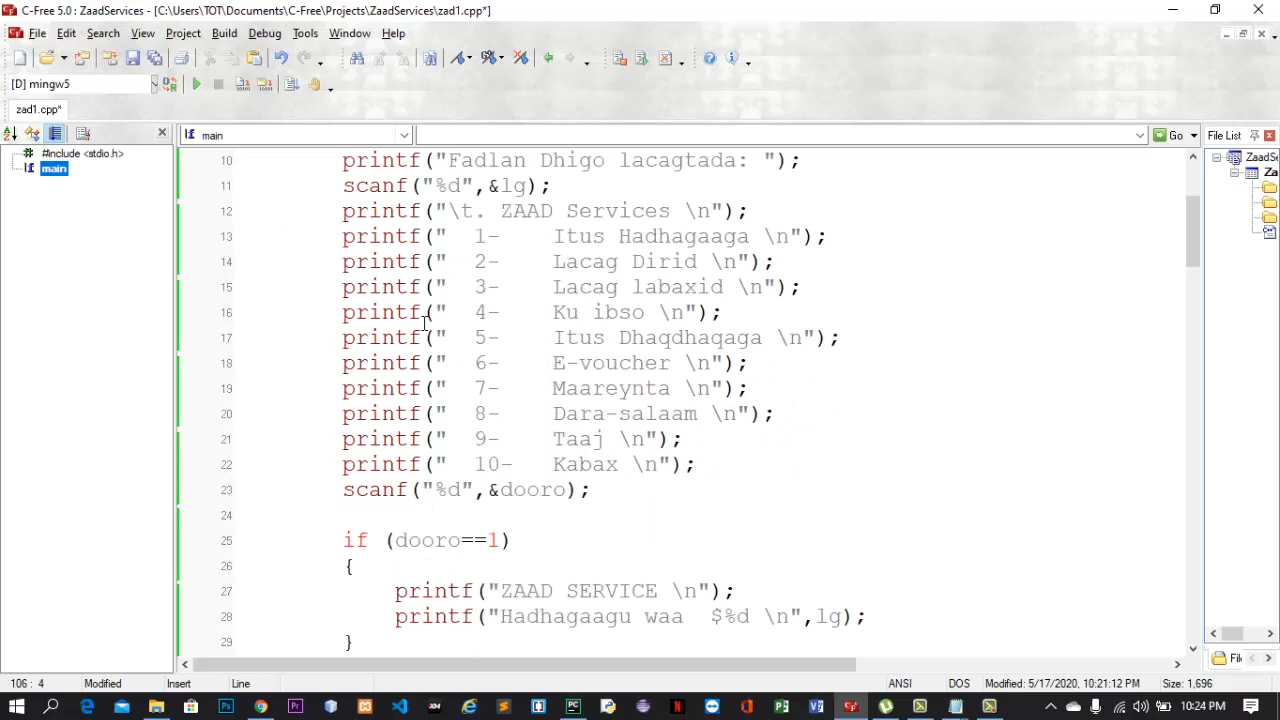 C-Free 5.0 : ZaadServices - [C:\Users\TOT\Documents\C-Free\Projects\ZaadServices\zad1.cpp*]
File Edit Search View Project Build Debug Tools Window Help
[D] mingw5
zad1.cpp*
main
Go
File List
#include <stdio.h>
main
ZaadSe
Za
10 printf("Fadlan Dhigo lacagtada: ");
11 scanf("%d",&lg);
12 printf("\t. ZAAD Services \n");
13 printf("  1-    Itus Hadhagaaga \n");
14 printf("  2-    Lacag Dirid \n");
15 printf("  3-    Lacag labaxid \n");
16 printf("  4-    Ku ibso \n");
17 printf("  5-    Itus Dhaqdhaqaga \n");
18 printf("  6-    E-voucher \n");
19 printf("  7-    Maareynta \n");
20 printf("  8-    Dara-salaam \n");
21 printf("  9-    Taaj \n");
22 printf("  10-   Kabax \n");
23 scanf("%d",&dooro);
24
25 if (dooro==1)
26 {
27 printf("ZAAD SERVICE \n");
28 printf("Hadhagaagu waa  $%d \n",lg);
29 }
File
106 : 4 Modified Insert Line ANSI DOS Modified: 5/17/2020, 10:21:12 PM Size: 1,696
10:24 PM